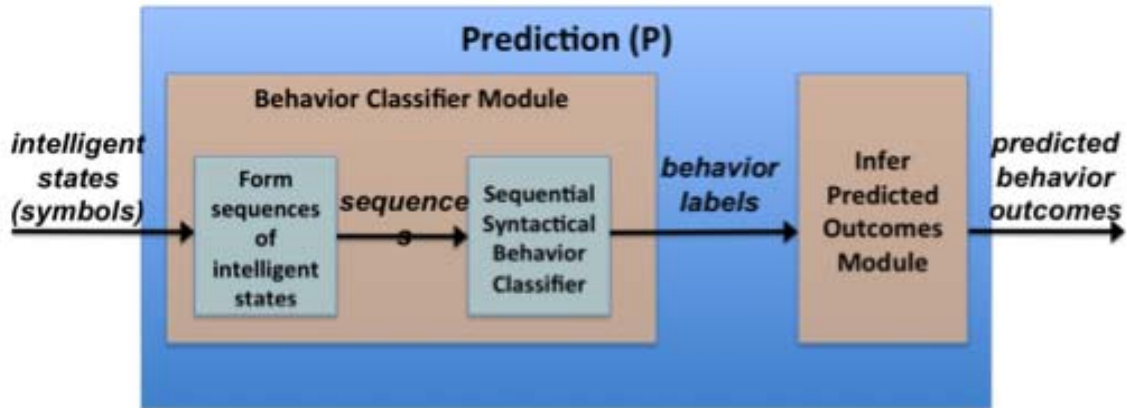 Prediction (P)
Behavior Classifier Module
intelligent
states
(symbols)
Form
sequences
of
intelligent
states
sequence
s
Sequential
Syntactical
Behavior
Classifier
behavior
labels
Infer
Predicted
Outcomes
Module
predicted
behavior
outcomes